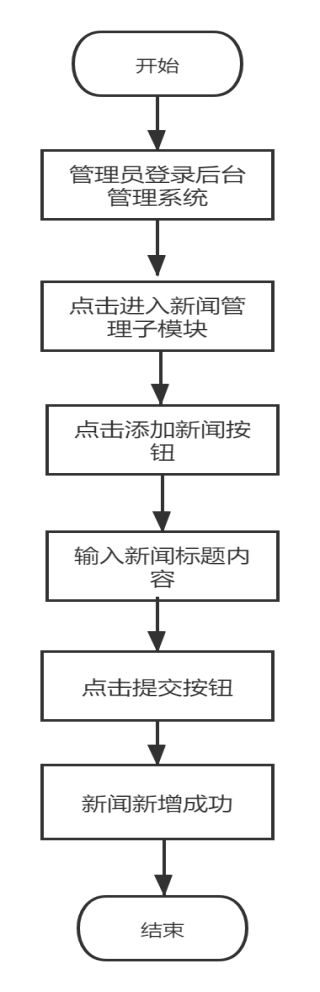 开始
管理员登录后台
管理系统
点击进入新闻管
理子模块
点击添加新闻按
钮
输入新闻标题内
容
点击提交按钮
新闻新增成功
结束